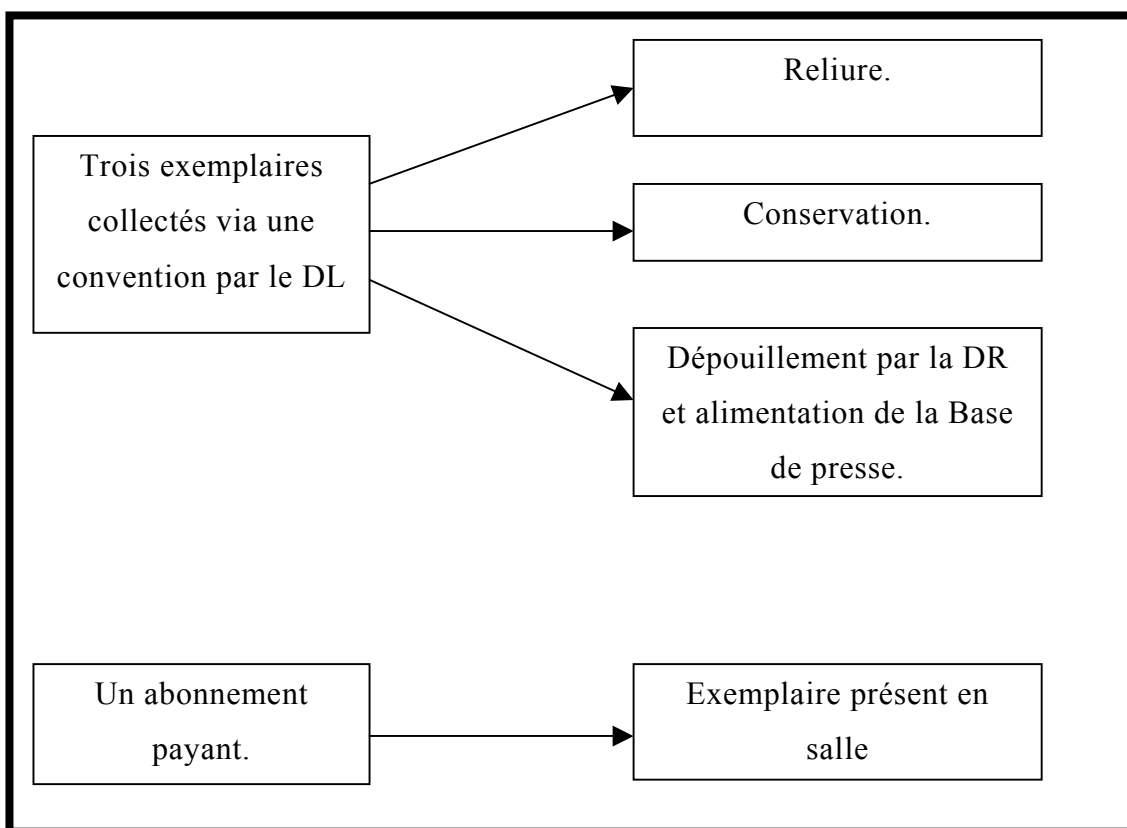 Reliure.
Trois exemplaires
collectés via une
convention par le DL
Conservation.
Dépouillement par la DR
et alimentation de la Base
de presse.
Un abonnement
payant.
Exemplaire présent en
salle